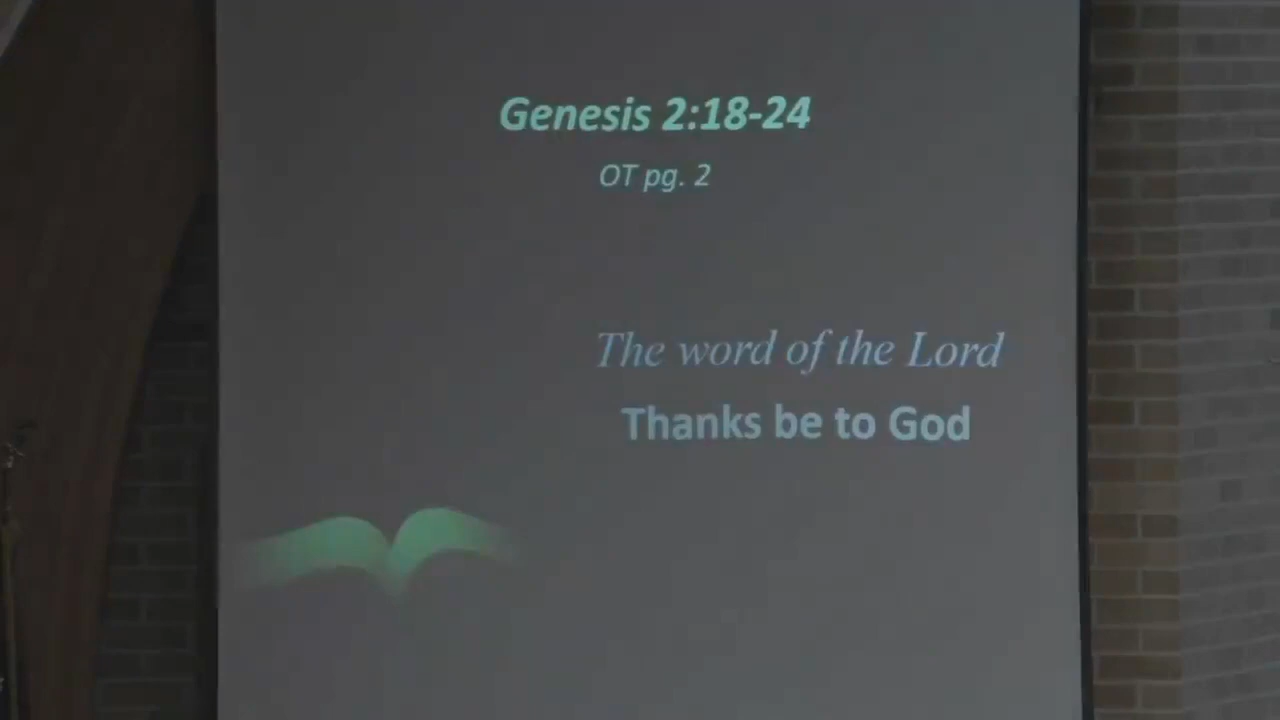 Genesis 2:18-24
OT pg. 2
The word of the Lord
Thanks be to God